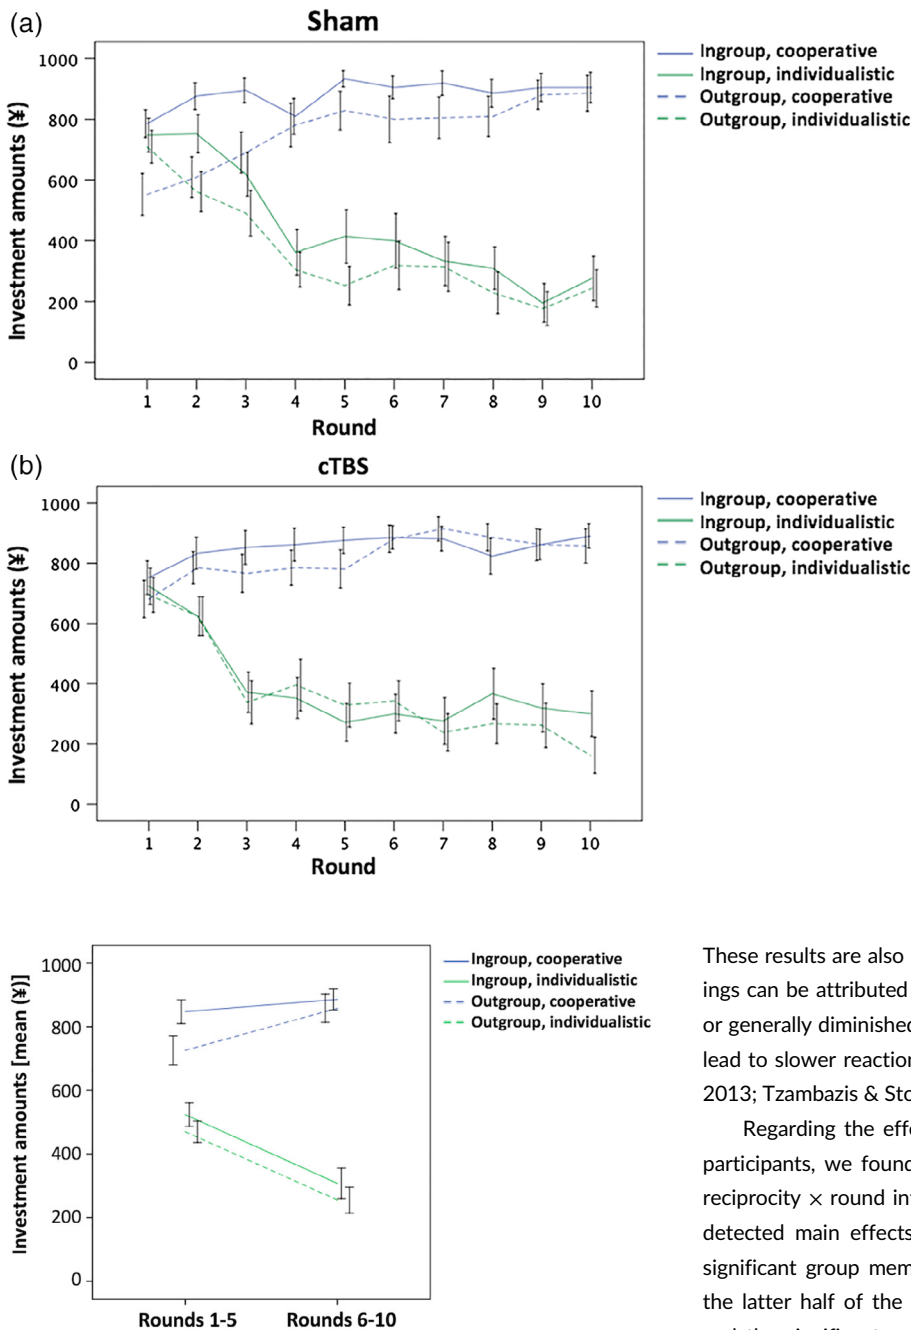 (a)
Sham
1000
800
600
400
200
0
Investment amounts (¥)
1 2 3 4 5 6 7 8 9 10
Round
Ingroup, cooperative
Ingroup, individualistic
Outgroup, cooperative
Outgroup, individualistic
(b)
cTBS
1000
800
600
400
200
0
Investment amounts (¥)
1 2 3 4 5 6 7 8 9 10
Round
Ingroup, cooperative
Ingroup, individualistic
Outgroup, cooperative
Outgroup, individualistic
1000
800
600
400
200
0
Investment amounts [mean (¥)]
Rounds 1-5 Rounds 6-10
Ingroup, cooperative
Ingroup, individualistic
Outgroup, cooperative
Outgroup, individualistic
These results are also
ings can be attributed
or generally diminished
lead to slower reaction
2013; Tzambazis & Sto
Regarding the effe
participants, we found
reciprocity × round in
detected main effects
significant group mem
the latter half of the